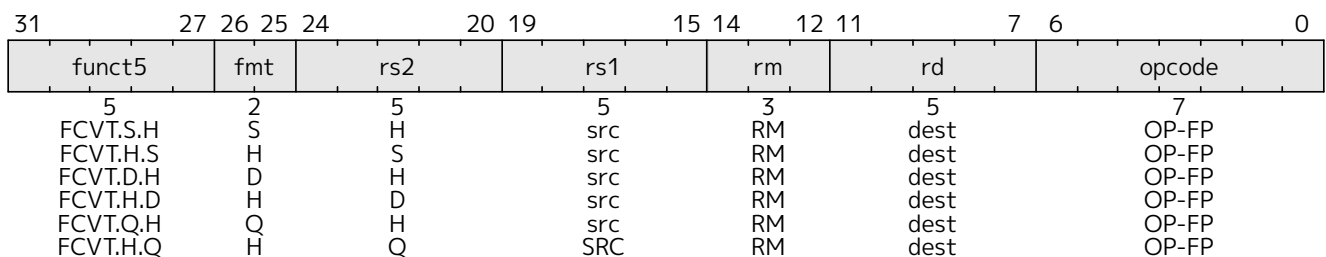 31 27 26 25 24 20 19 15 14 12 11 7 6 0
funct5 fmt rs2 rs1 rm rd opcode
5 2 5 5 3 5 7
FCVT.S.H S H src RM dest OP-FP
FCVT.H.S H S src RM dest OP-FP
FCVT.D.H D H src RM dest OP-FP
FCVT.H.D H D src RM dest OP-FP
FCVT.Q.H Q H src RM dest OP-FP
FCVT.H.Q H Q SRC RM dest OP-FP